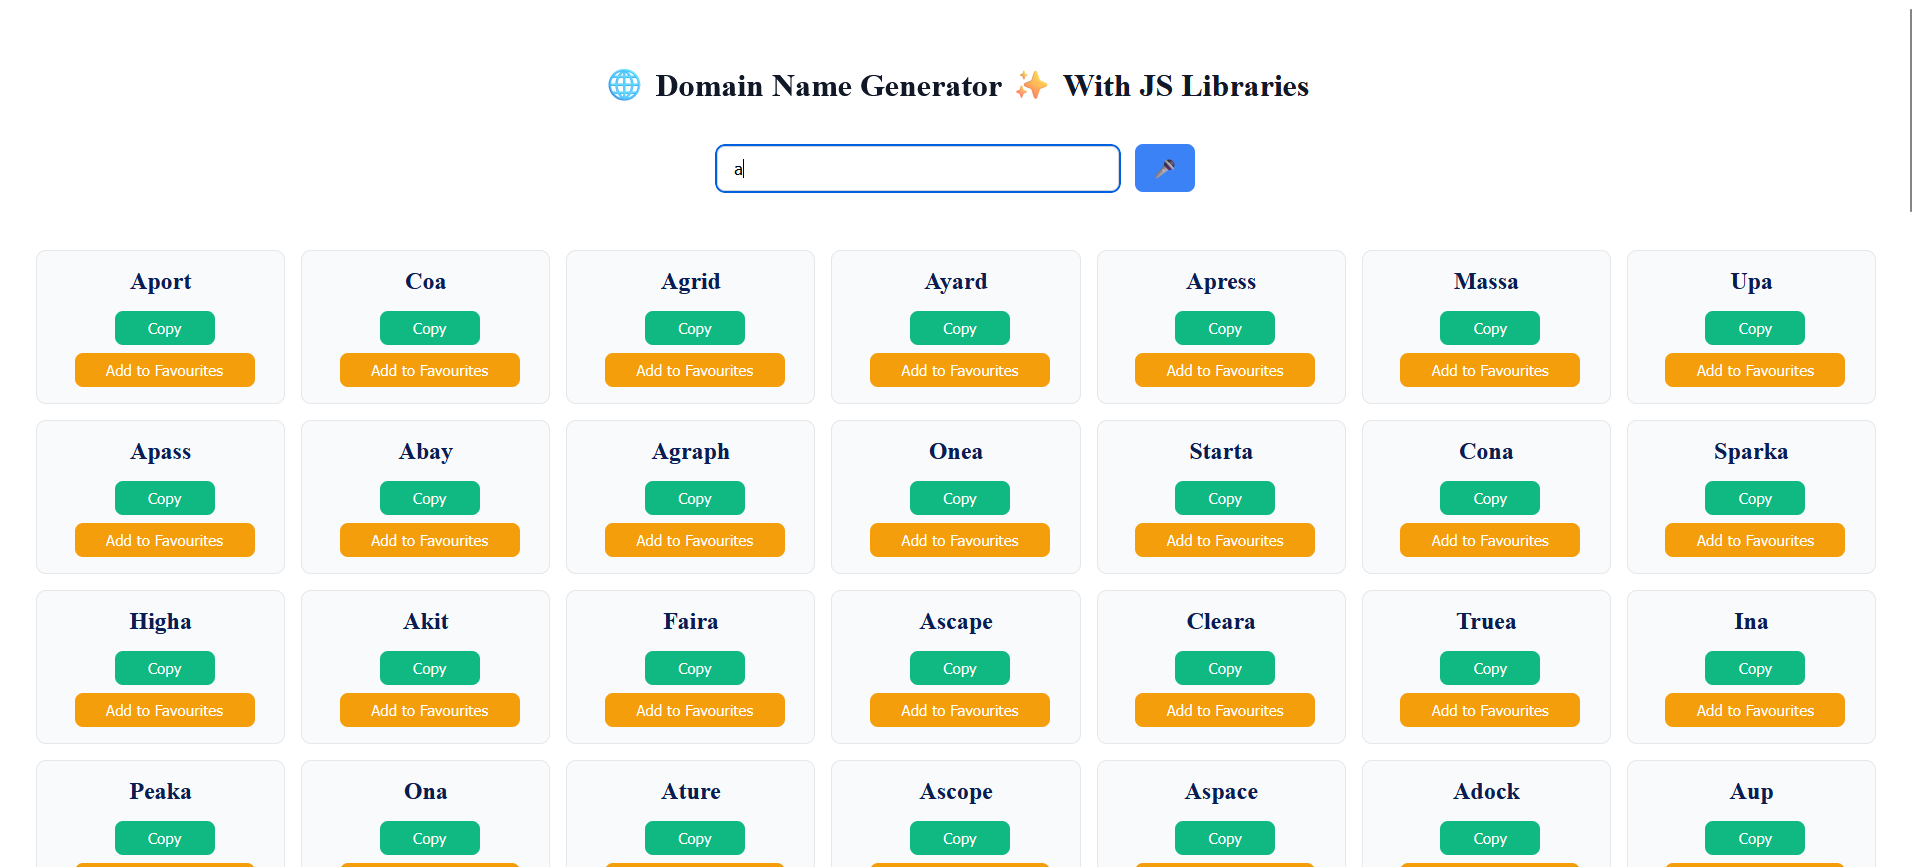 🌐 Domain Name Generator ✨ With JS Libraries
a
Aport Coa Agrid Ayard Apress Massa Upa
Copy Copy Copy Copy Copy Copy Copy
Add to Favourites Add to Favourites Add to Favourites Add to Favourites Add to Favourites Add to Favourites Add to Favourites
Apass Abay Agraph Onea Starta Cona Sparka
Copy Copy Copy Copy Copy Copy Copy
Add to Favourites Add to Favourites Add to Favourites Add to Favourites Add to Favourites Add to Favourites Add to Favourites
Higha Akit Faira Ascape Cleara Truea Ina
Copy Copy Copy Copy Copy Copy Copy
Add to Favourites Add to Favourites Add to Favourites Add to Favourites Add to Favourites Add to Favourites Add to Favourites
Peaka Ona Ature Ascope Aspace Adock Aup
Copy Copy Copy Copy Copy Copy Copy